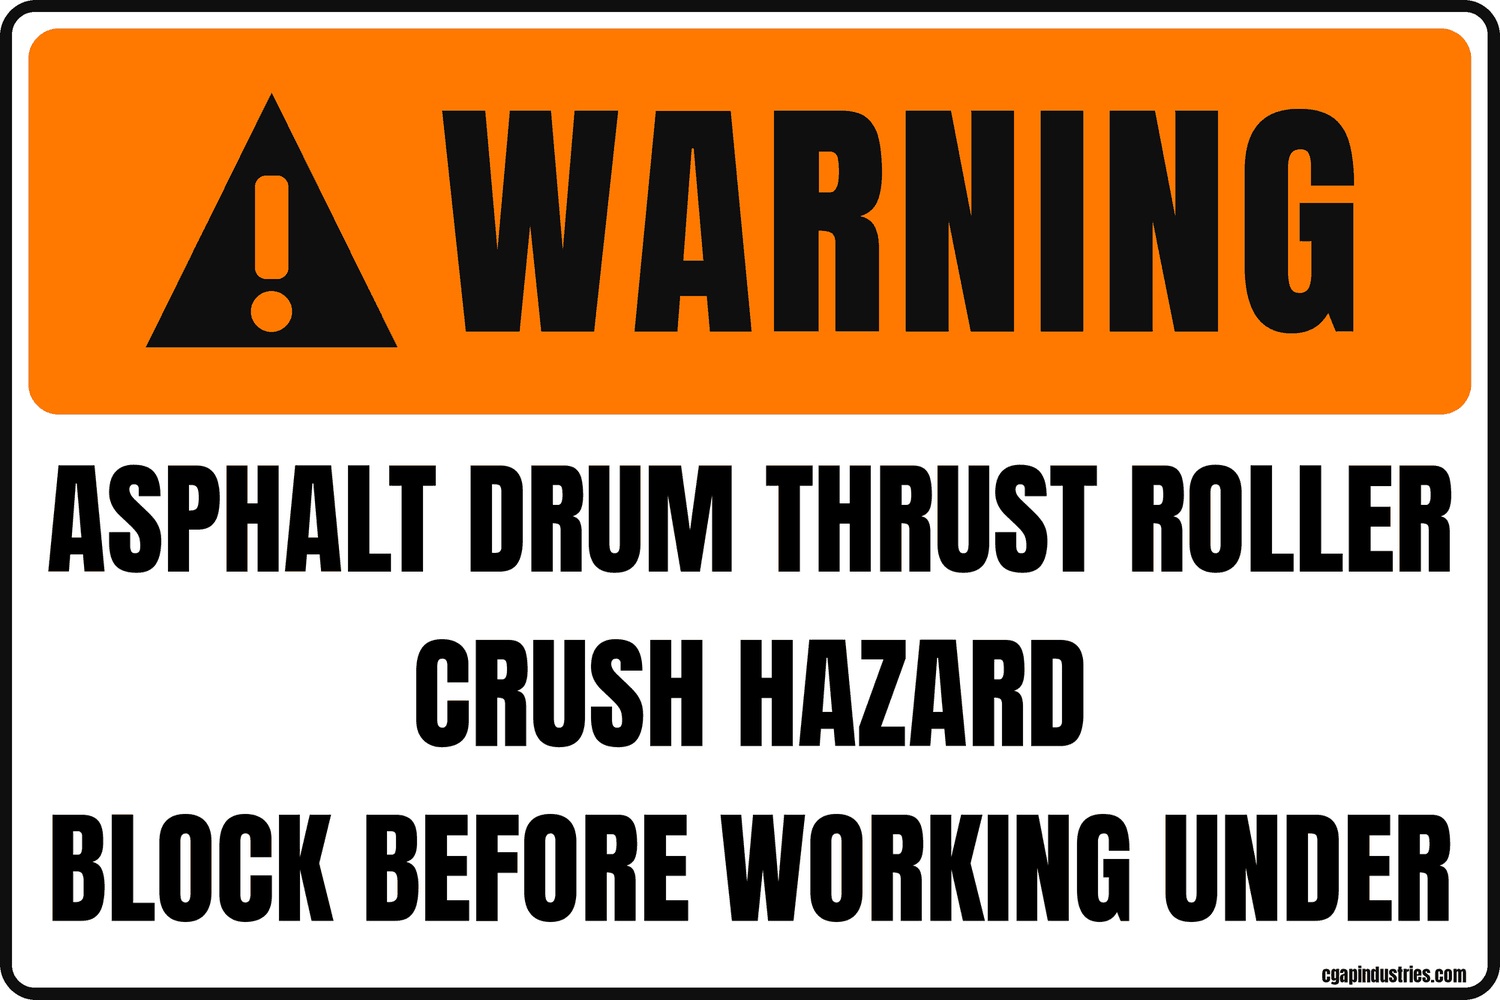 WARNING
ASPHALT DRUM THRUST ROLLER
CRUSH HAZARD
BLOCK BEFORE WORKING UNDER
cgapindustries.com